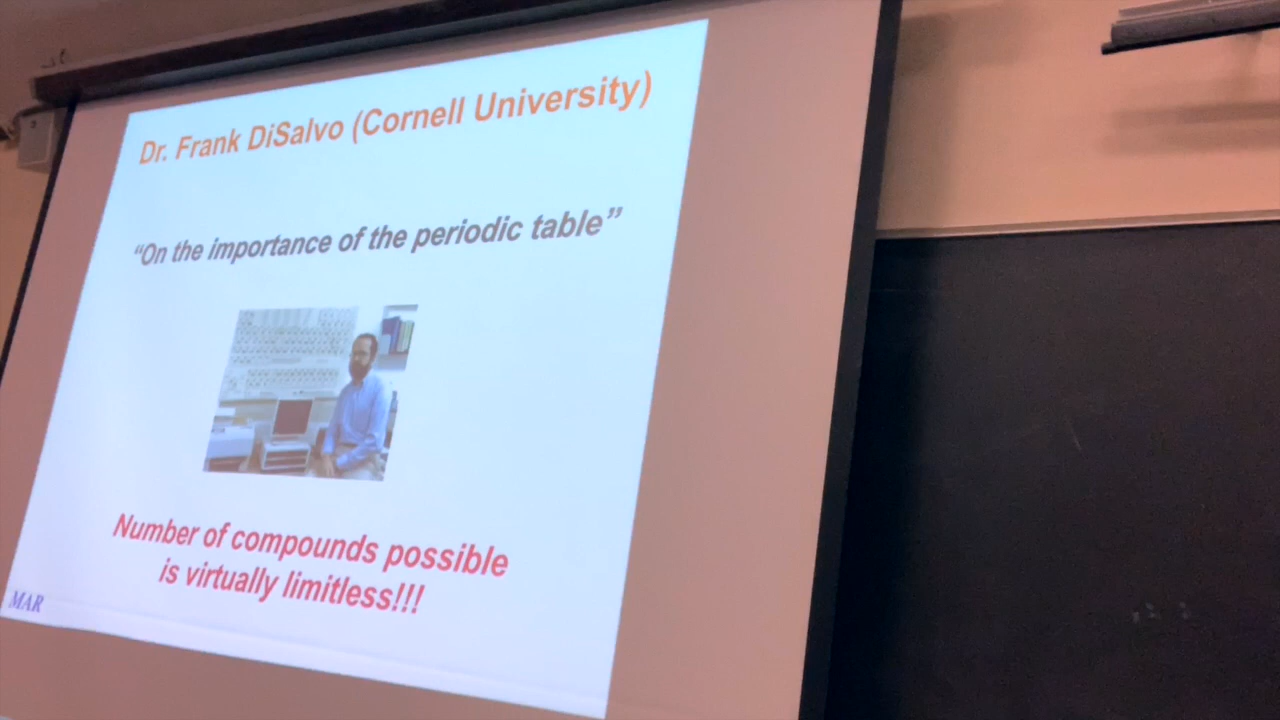 Dr. Frank DiSalvo (Cornell University)
“On the importance of the periodic table”
Number of compounds possible
is virtually limitless!!!
MAR